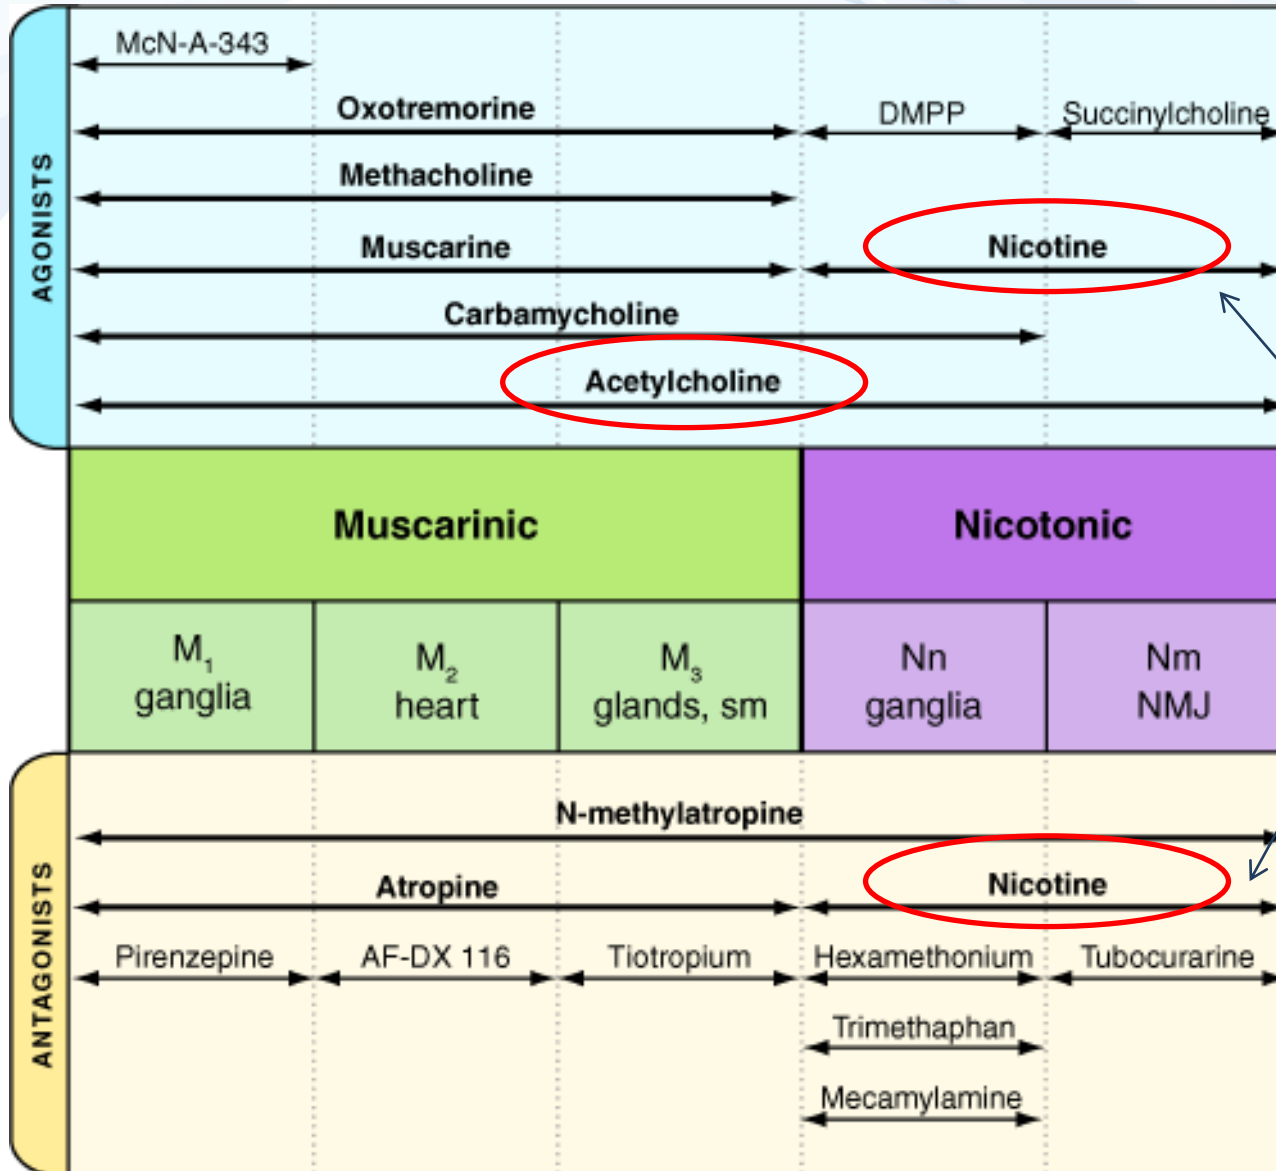 AGONISTS
McN-A-343
Oxotremorine
DMPP
Succinylcholine
Methacholine
Muscarine
Nicotine
Carbamycholine
Acetylcholine
Muscarinic
Nicotonic
M₁
ganglia
M₂
heart
M₃
glands, sm
Nn
ganglia
Nm
NMJ
ANTAGONISTS
N-methylatropine
Atropine
Nicotine
Pirenzepine
AF-DX 116
Tiotropium
Hexamethonium
Tubocurarine
Trimethaphan
Mecamylamine